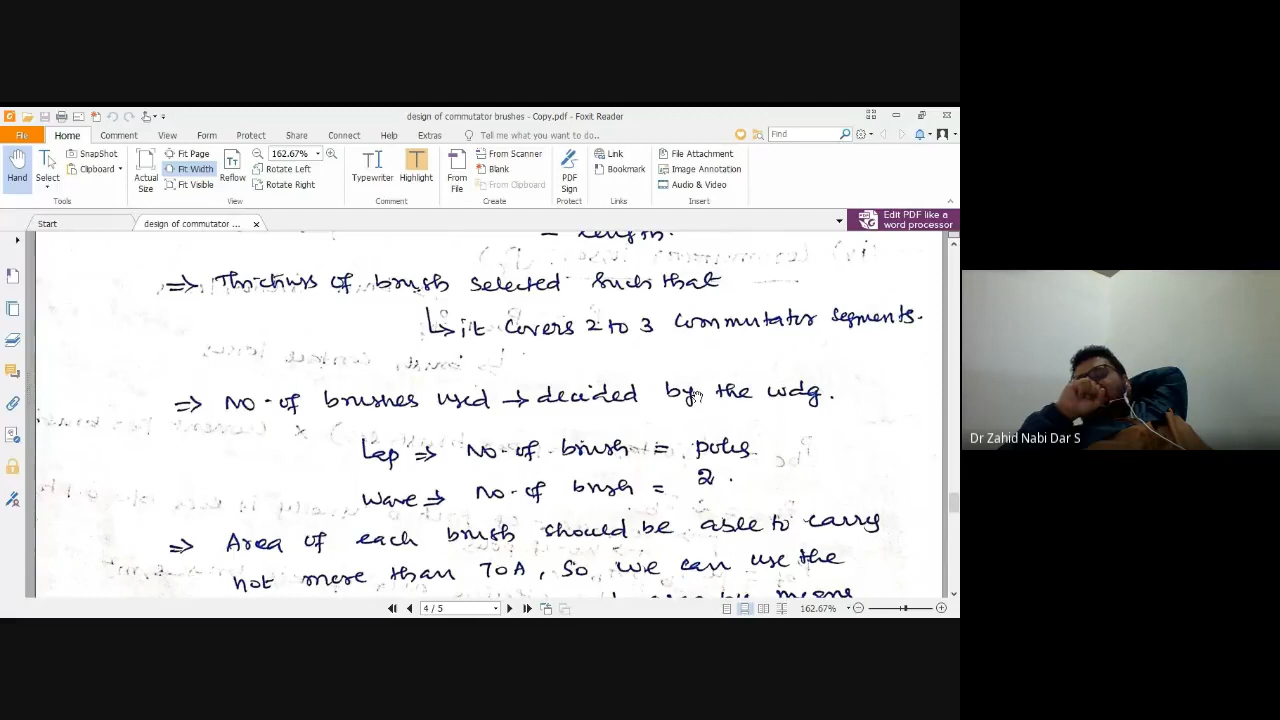 design of commutator brushes - Copy.pdf - Foxit Reader
File Home Comment View Form Protect Share Connect Help Extras Tell me what you want to do.. Find
Hand Select SnapShot Clipboard Actual Size Fit Page Fit Width Fit Visible Reflow 162.67% Rotate Left Rotate Right Typewriter Highlight From File From Scanner Blank From Clipboard PDF Sign Link Bookmark File Attachment Image Annotation Audio & Video
Tools View Comment Create Protect Links Insert
Start design of commutator ... Edit PDF like a word processor
= length.
⇒ Thickness of brush selected such that
↳ it covers 2 to 3 commutator segments.
⇒ No. of brushes used → decided by the wdg.
Lap ⇒ No. of brush = poles
Wave ⇒ No. of brush = 2.
⇒ Area of each brush should be able to carry
not more than 70A, So we can use the
means
4 / 5 162.67%
Dr Zahid Nabi Dar S